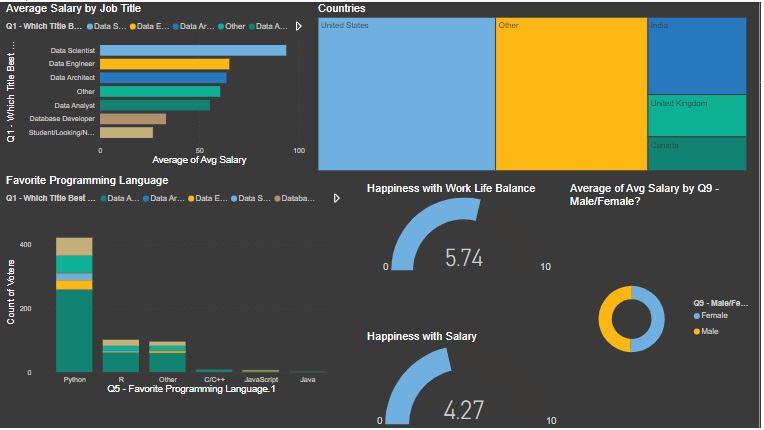 Average Salary by Job Title
Q1 - Which Title B... Data S... Data E... Data Ar... Other Data A...
Q1 - Which Title Best ...
Data Scientist
Data Engineer
Data Architect
Other
Data Analyst
Database Developer
Student/Looking/N...
0 50 100
Average of Avg Salary
Countries
United States
Other
India
United Kingdom
Canada
Favorite Programming Language
Q1 - Which Title Best ... Data A... Data Ar... Data E... Data S... Databa...
Count of Voters
400
200
0
Python R Other C/C++ JavaScript Java
Q5 - Favorite Programming Language.1
Happiness with Work Life Balance
5.74
0 10
Happiness with Salary
4.27
0 10
Average of Avg Salary by Q9 -
Male/Female?
Q9 - Male/Fe...
Female
Male